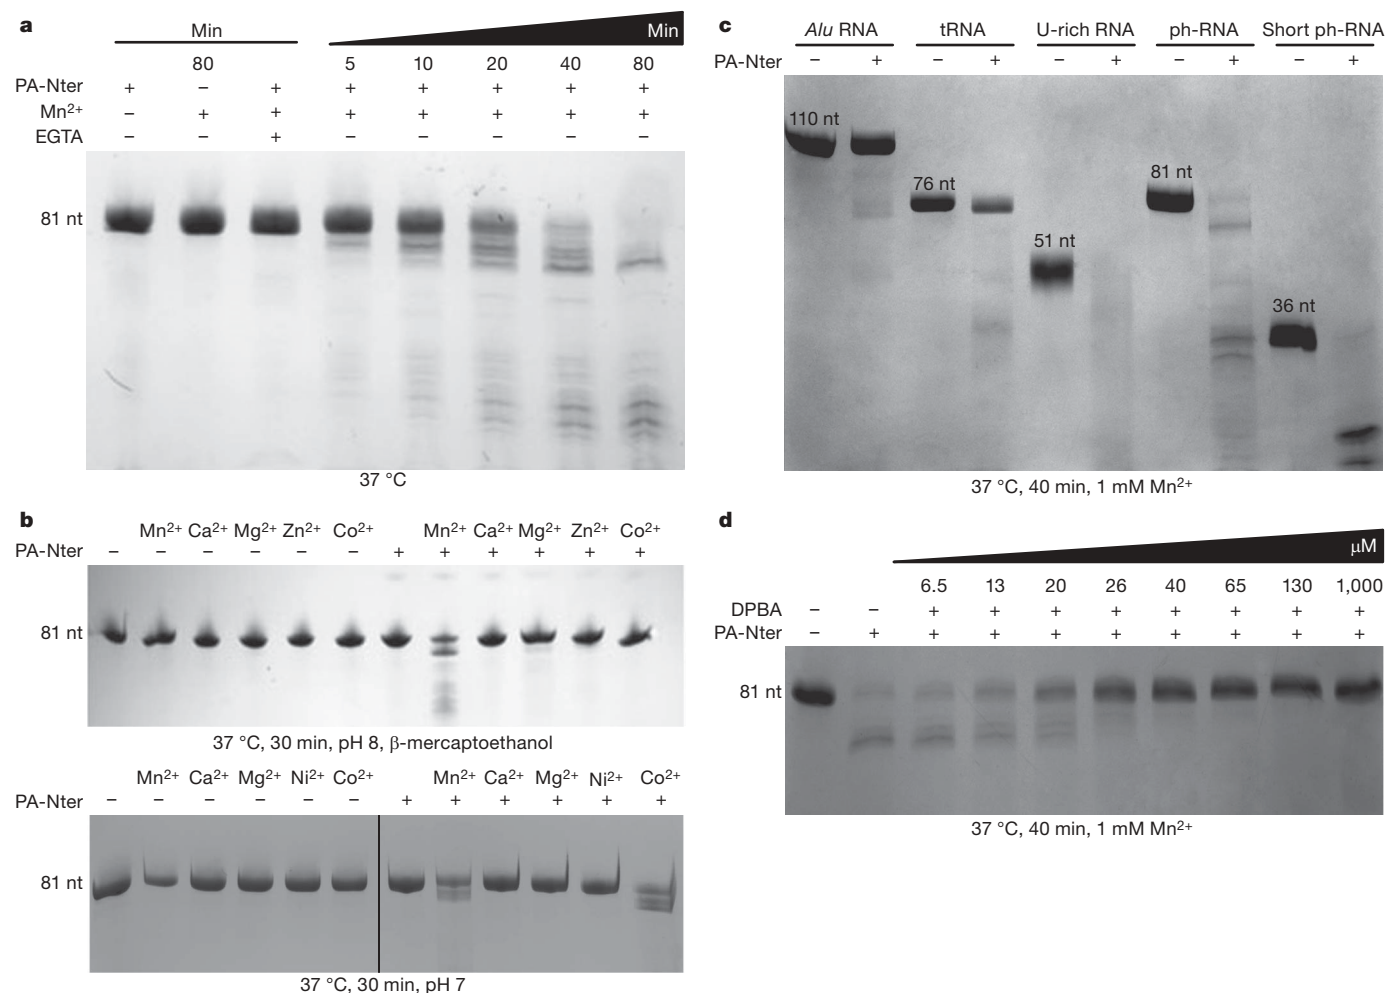 a
Min
Min
80 5 10 20 40 80
PA-Nter + – + + + + + +
Mn2+ – + + + + + + +
EGTA – – + – – – – –
81 nt
37 °C
b
Mn2+ Ca2+ Mg2+ Zn2+ Co2+ Mn2+ Ca2+ Mg2+ Zn2+ Co2+
PA-Nter – – – – – – + + + + + +
81 nt
37 °C, 30 min, pH 8, β-mercaptoethanol
Mn2+ Ca2+ Mg2+ Ni2+ Co2+ Mn2+ Ca2+ Mg2+ Ni2+ Co2+
PA-Nter – – – – – – + + + + + +
81 nt
37 °C, 30 min, pH 7
c
Alu RNA tRNA U-rich RNA ph-RNA Short ph-RNA
PA-Nter – + – + – + – + – +
110 nt
76 nt
51 nt
81 nt
36 nt
37 °C, 40 min, 1 mM Mn2+
d
μM
6.5 13 20 26 40 65 130 1,000
DPBA – – + + + + + + + +
PA-Nter – + + + + + + + + +
81 nt
37 °C, 40 min, 1 mM Mn2+